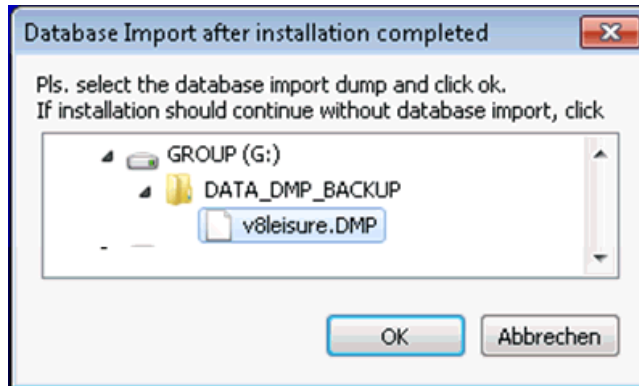 Database Import after installation completed
Pls. select the database import dump and click ok.
If installation should continue without database import, click
GROUP (G:)
DATA_DMP_BACKUP
v8leisure.DMP
OK Abbrechen